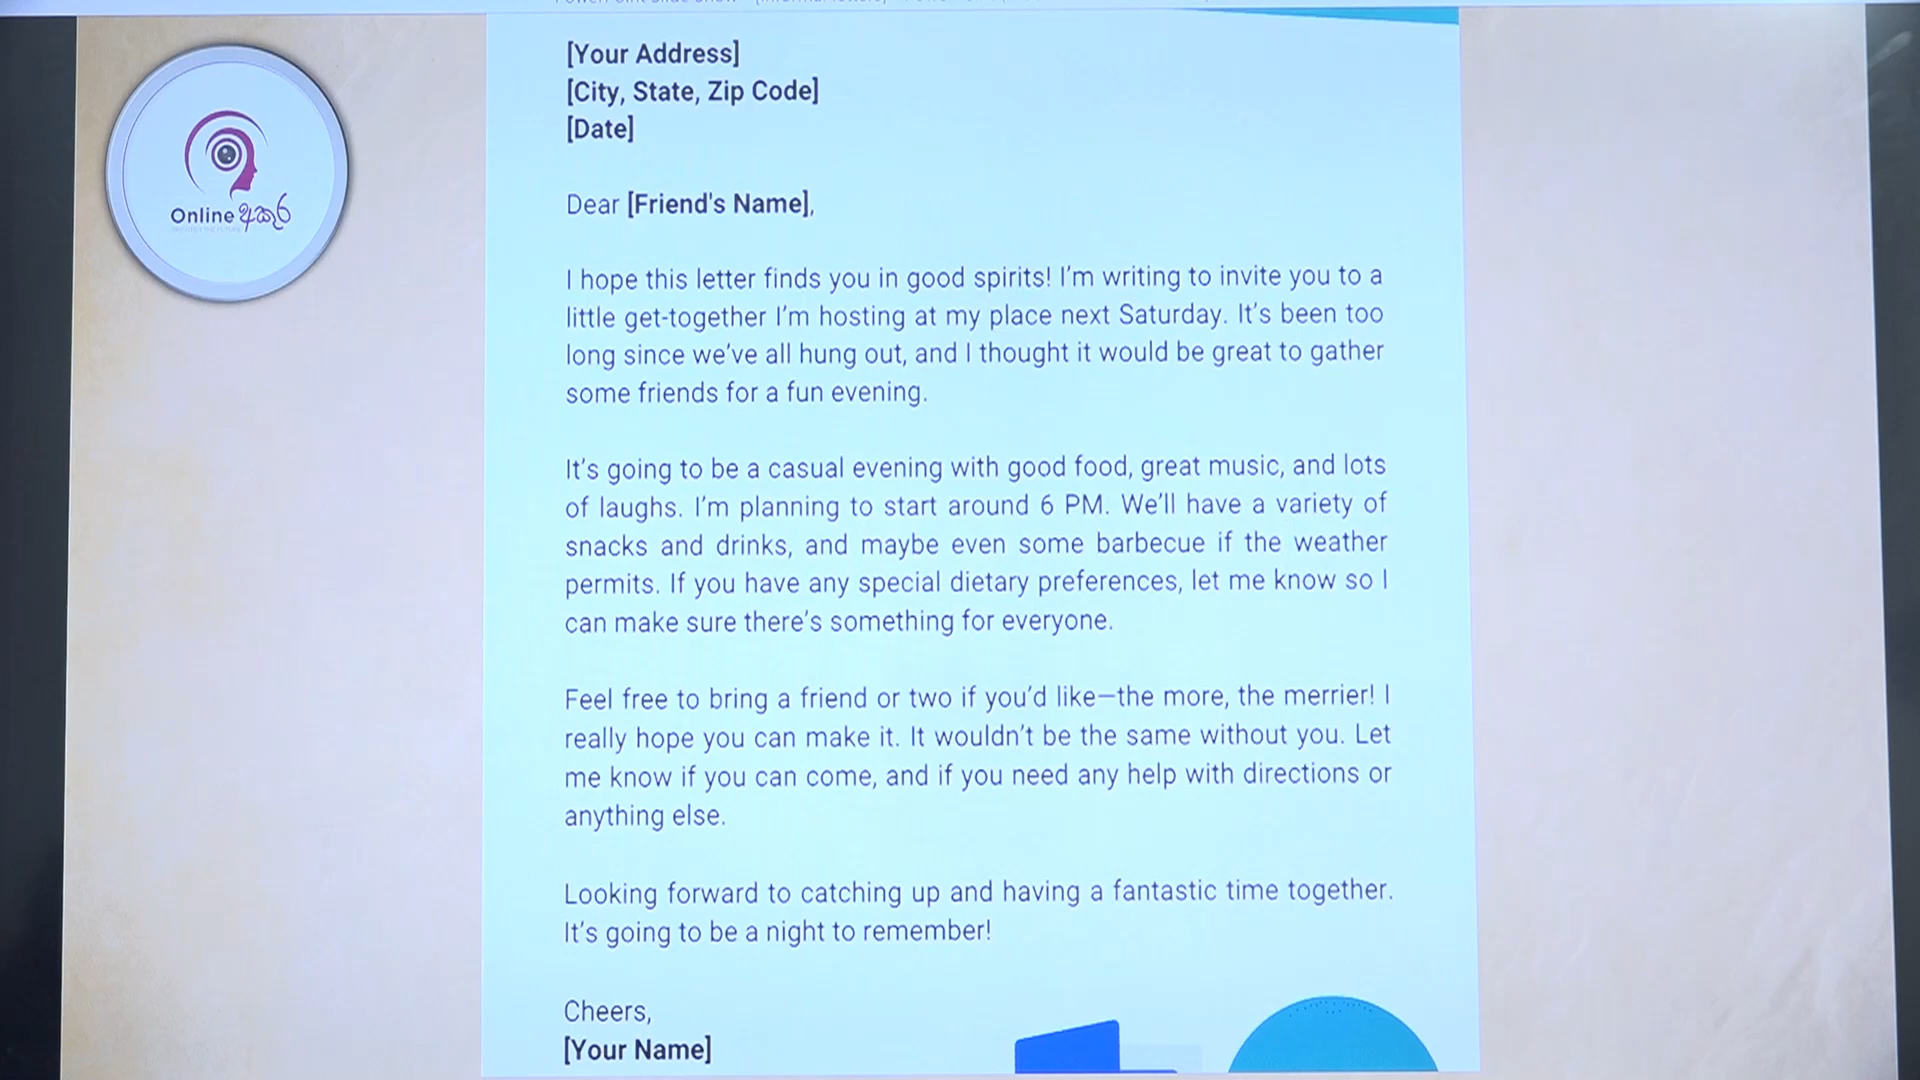 Online අකුර
[Your Address]
[City, State, Zip Code]
[Date]
Dear [Friend's Name],
I hope this letter finds you in good spirits! I'm writing to invite you to a
little get-together I'm hosting at my place next Saturday. It's been too
long since we've all hung out, and I thought it would be great to gather
some friends for a fun evening.
It's going to be a casual evening with good food, great music, and lots
of laughs. I'm planning to start around 6 PM. We'll have a variety of
snacks and drinks, and maybe even some barbecue if the weather
permits. If you have any special dietary preferences, let me know so I
can make sure there's something for everyone.
Feel free to bring a friend or two if you'd like—the more, the merrier! I
really hope you can make it. It wouldn't be the same without you. Let
me know if you can come, and if you need any help with directions or
anything else.
Looking forward to catching up and having a fantastic time together.
It's going to be a night to remember!
Cheers,
[Your Name]